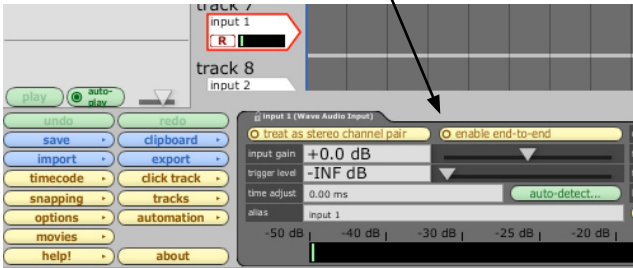 track 7
input 1
R
track 8
input 2
play auto-play
undo redo
save clipboard
import export
timecode click track
snapping tracks
options automation
movies
help! about
input 1 (Wave Audio Input)
treat as stereo channel pair enable end-to-end
input gain +0.0 dB
trigger level -INF dB
time adjust 0.00 ms auto-detect...
alias input 1
-50 dB -40 dB -30 dB -25 dB -20 dB